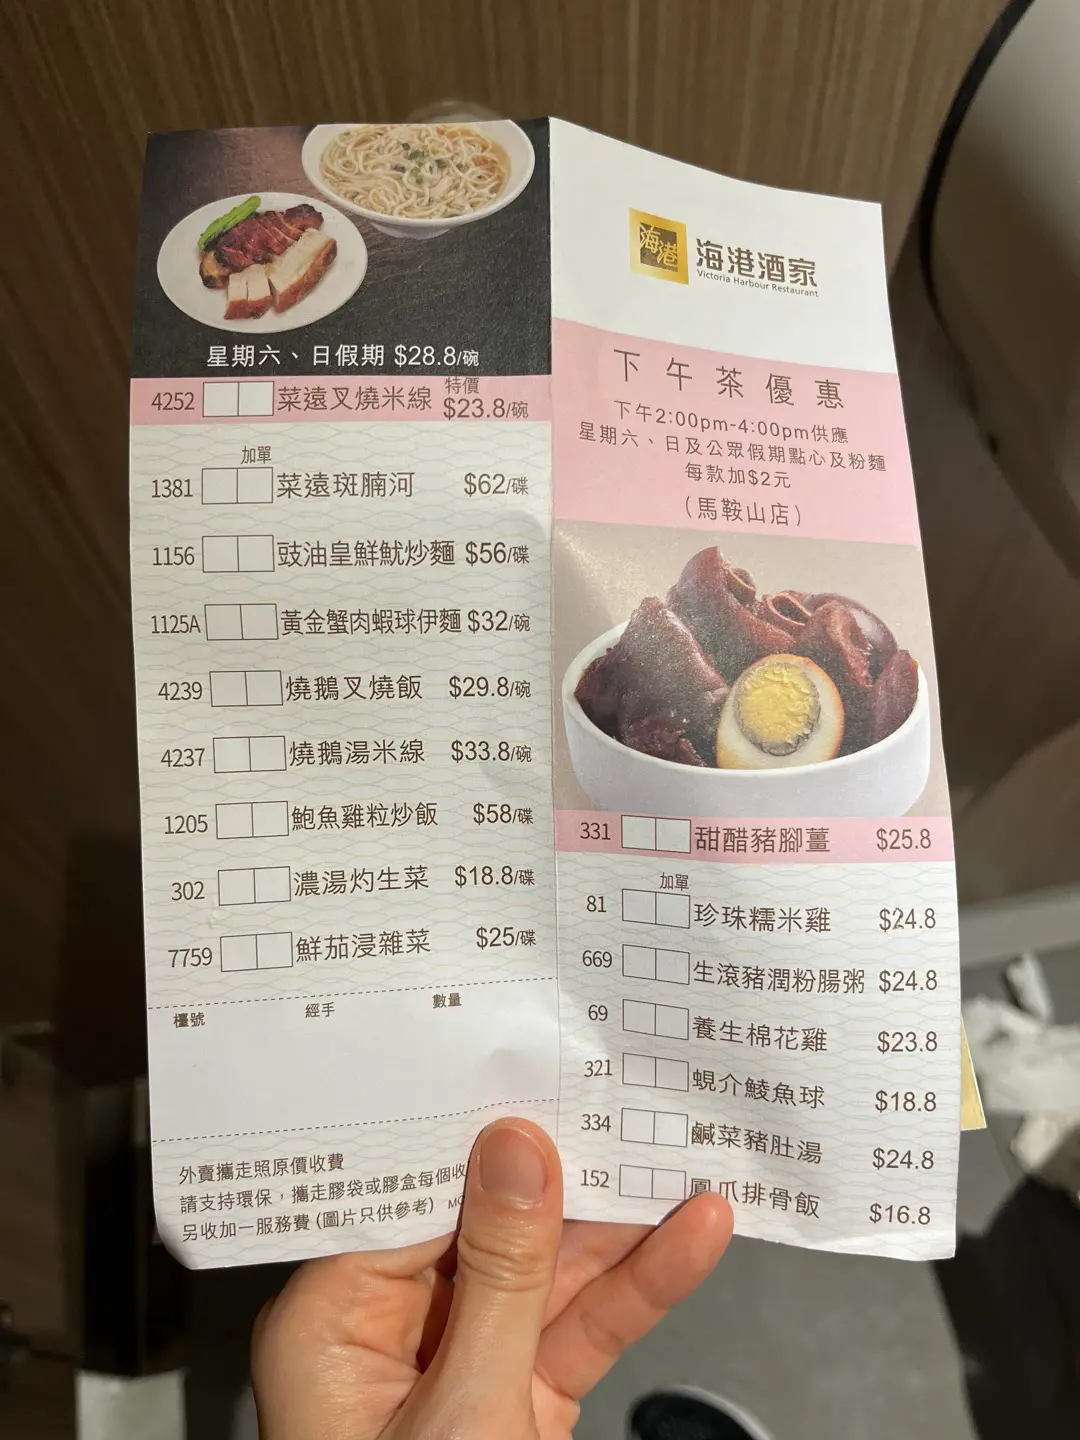 星期六、日假期 $28.8/碗
4252 菜遠叉燒米線 特價 $23.8/碗
加單
1381 菜遠斑腩河 $62/碟
1156 豉油皇鮮魷炒麵 $56/碟
1125A 黃金蟹肉蝦球伊麵 $32/碗
4239 燒鵝叉燒飯 $29.8/碗
4237 燒鵝湯米線 $33.8/碗
1205 鮑魚雞粒炒飯 $58/碟
302 濃湯灼生菜 $18.8/碟
7759 鮮茄浸雜菜 $25/碟
檯號 經手 數量
外賣攜走照原價收費
請支持環保，攜走膠袋或膠盒每個收
另收加一服務費 (圖片只供參考)
海港
海港酒家
Victoria Harbour Restaurant
下午茶優惠
下午2:00pm-4:00pm供應
星期六、日及公眾假期點心及粉麵
每款加$2元
(馬鞍山店)
331 甜醋豬腳薑 $25.8
加單
81 珍珠糯米雞 $24.8
669 生滾豬潤粉腸粥 $24.8
69 養生棉花雞 $23.8
321 蜆介鯪魚球 $18.8
334 鹹菜豬肚湯 $24.8
152 鳳爪排骨飯 $16.8